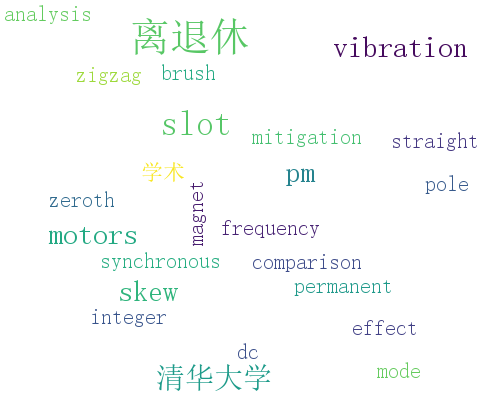 analysis
离退休
vibration
zigzag
brush
slot
mitigation
straight
学术
pm
pole
zeroth
magnet
motors
frequency
synchronous
comparison
skew
permanent
integer
effect
dc
清华大学
mode